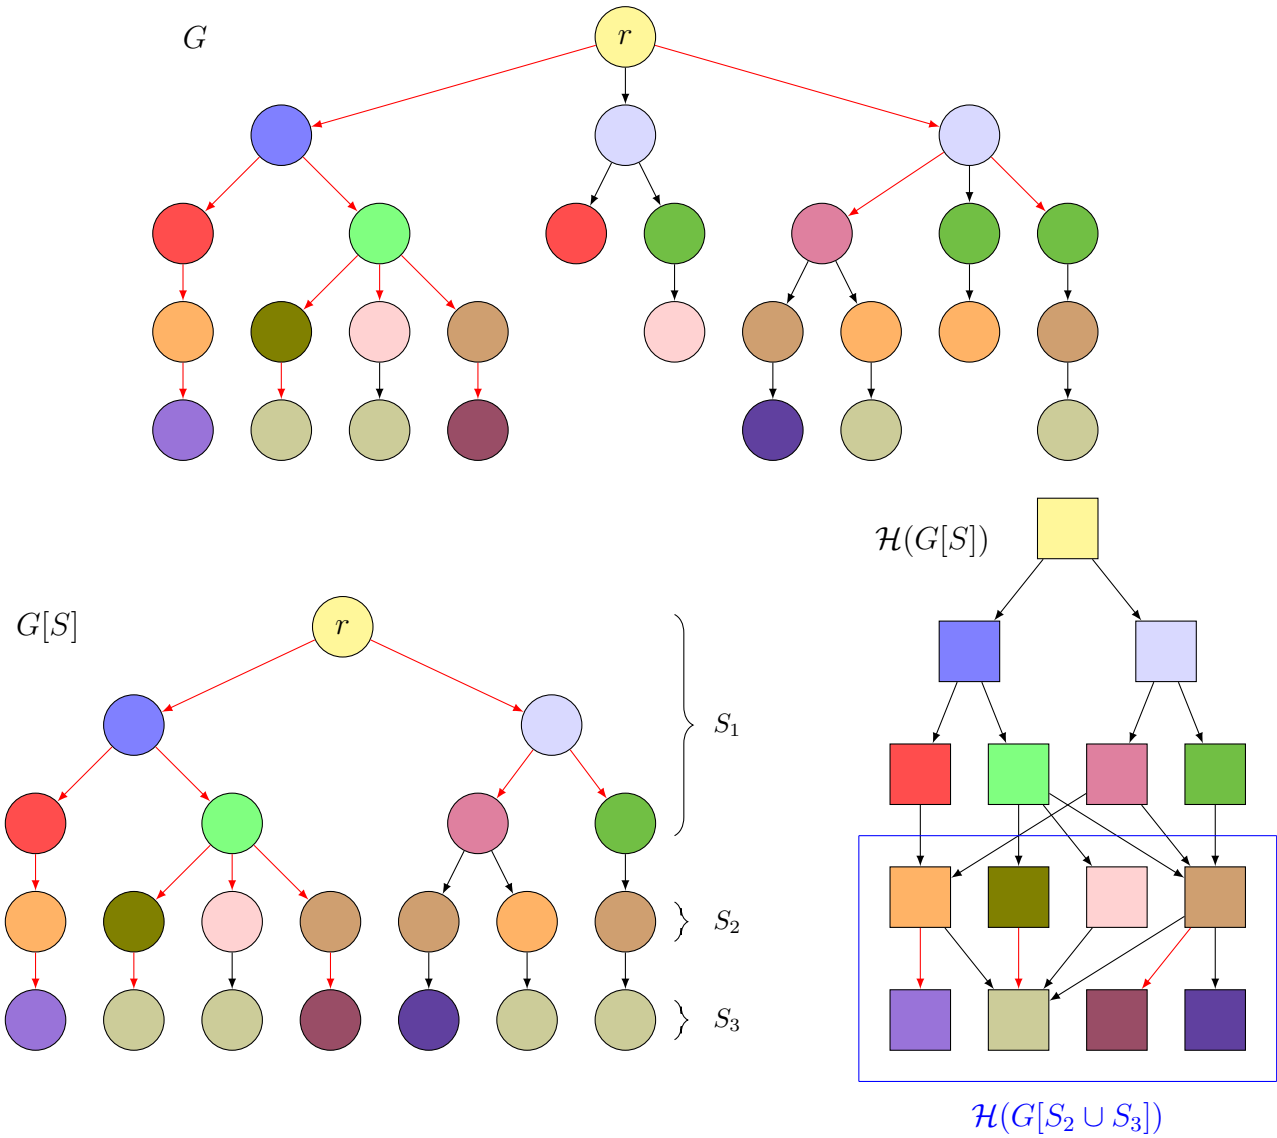 G
r
𝓗(G[S])
G[S]
r
S₁
S₂
S₃
𝓗(G[S₂ ∪ S₃])